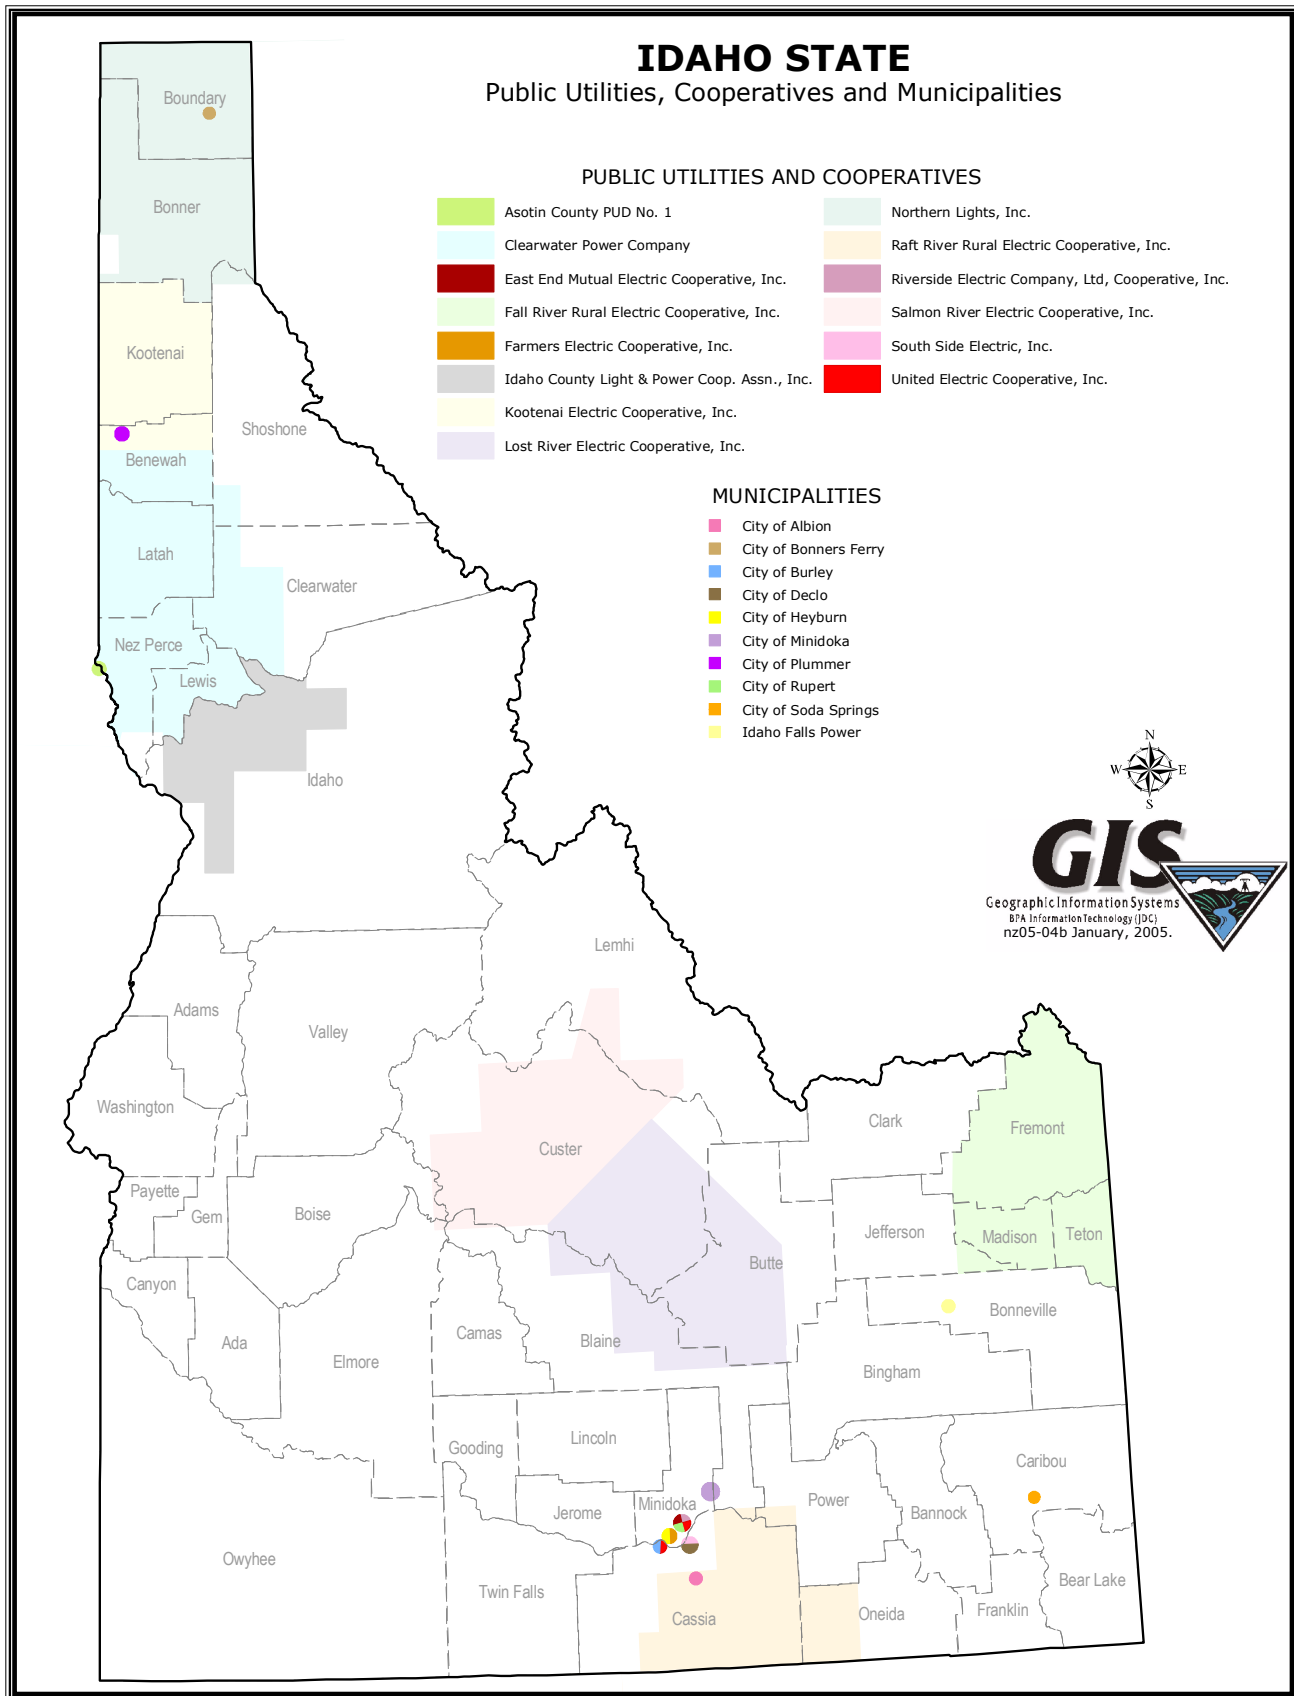 IDAHO STATE
Public Utilities, Cooperatives and Municipalities
PUBLIC UTILITIES AND COOPERATIVES
Asotin County PUD No. 1
Clearwater Power Company
East End Mutual Electric Cooperative, Inc.
Fall River Rural Electric Cooperative, Inc.
Farmers Electric Cooperative, Inc.
Idaho County Light & Power Coop. Assn., Inc.
Kootenai Electric Cooperative, Inc.
Lost River Electric Cooperative, Inc.
Northern Lights, Inc.
Raft River Rural Electric Cooperative, Inc.
Riverside Electric Company, Ltd, Cooperative, Inc.
Salmon River Electric Cooperative, Inc.
South Side Electric, Inc.
United Electric Cooperative, Inc.
MUNICIPALITIES
City of Albion
City of Bonners Ferry
City of Burley
City of Declo
City of Heyburn
City of Minidoka
City of Plummer
City of Rupert
City of Soda Springs
Idaho Falls Power
N
W E
S
GIS
Geographic Information Systems
BPA Information Technology (JDC)
nz05-04b January, 2005.
Boundary
Bonner
Kootenai
Shoshone
Benewah
Latah
Clearwater
Nez Perce
Lewis
Idaho
Lemhi
Adams
Valley
Washington
Custer
Clark
Fremont
Payette
Gem
Boise
Jefferson
Madison
Teton
Butte
Canyon
Bonneville
Ada
Camas
Blaine
Elmore
Bingham
Gooding
Lincoln
Caribou
Minidoka
Power
Jerome
Bannock
Owyhee
Twin Falls
Bear Lake
Cassia
Oneida
Franklin